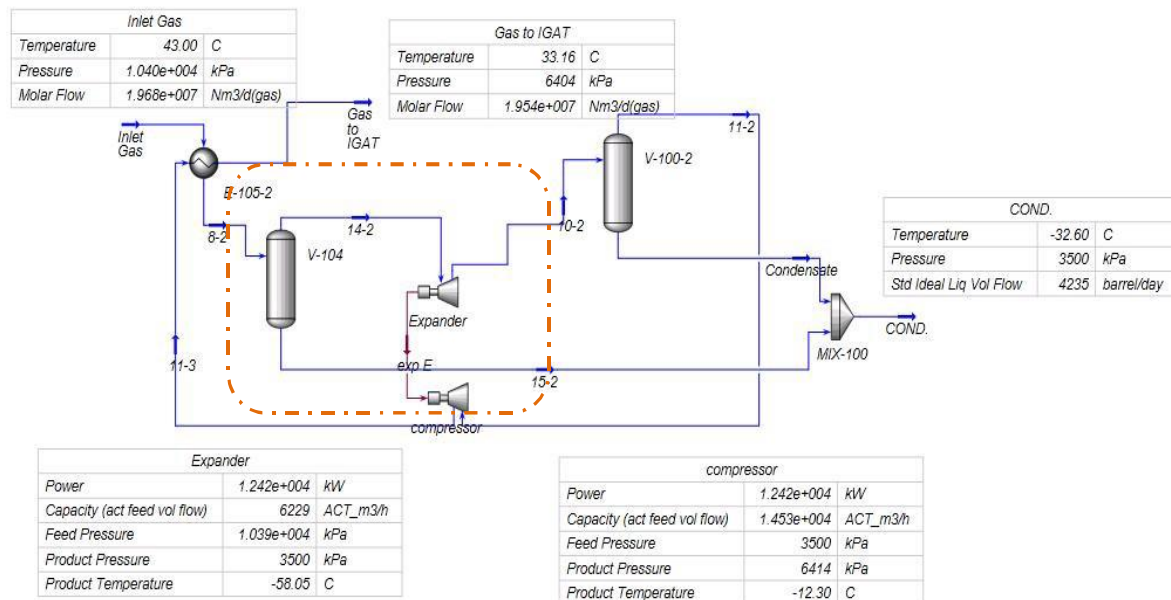 Inlet Gas
Temperature 43.00 C
Pressure 1.040e+004 kPa
Molar Flow 1.968e+007 Nm3/d(gas)
Gas to IGAT
Temperature 33.16 C
Pressure 6404 kPa
Molar Flow 1.954e+007 Nm3/d(gas)
Inlet
Gas
Gas
to
IGAT
11-2
V-100-2
E-105-2
8-2
14-2
10-2
V-104
COND.
Temperature -32.60 C
Pressure 3500 kPa
Std Ideal Liq Vol Flow 4235 barrel/day
Condensate
Expander
COND.
MIX-100
11-3
exp E
15-2
compressor
Expander
Power 1.242e+004 kW
Capacity (act feed vol flow) 6229 ACT_m3/h
Feed Pressure 1.039e+004 kPa
Product Pressure 3500 kPa
Product Temperature -58.05 C
compressor
Power 1.242e+004 kW
Capacity (act feed vol flow) 1.453e+004 ACT_m3/h
Feed Pressure 3500 kPa
Product Pressure 6414 kPa
Product Temperature -12.30 C